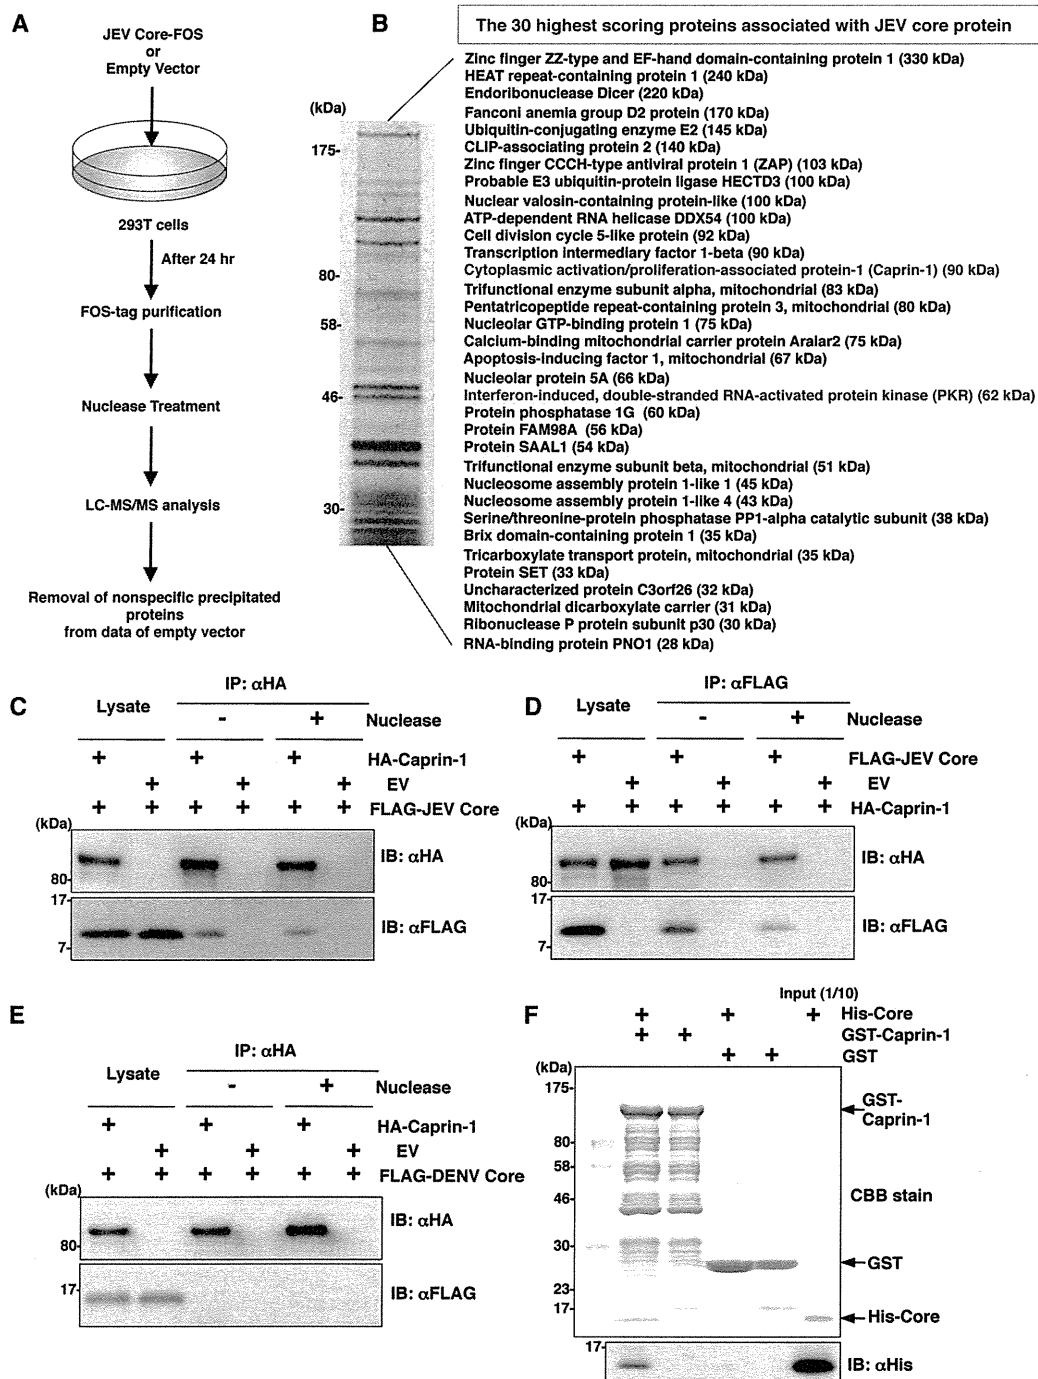 A
JEV Core-FOS
or
Empty Vector
293T cells
After 24 hr
FOS-tag purification
Nuclease Treatment
LC-MS/MS analysis
Removal of nonspecific precipitated
proteins
from data of empty vector
B
The 30 highest scoring proteins associated with JEV core protein
(kDa)
175-
80-
58-
46-
30-
Zinc finger ZZ-type and EF-hand domain-containing protein 1 (330 kDa)
HEAT repeat-containing protein 1 (240 kDa)
Endoribonuclease Dicer (220 kDa)
Fanconi anemia group D2 protein (170 kDa)
Ubiquitin-conjugating enzyme E2 (145 kDa)
CLIP-associating protein 2 (140 kDa)
Zinc finger CCCH-type antiviral protein 1 (ZAP) (103 kDa)
Probable E3 ubiquitin-protein ligase HECTD3 (100 kDa)
Nuclear valosin-containing protein-like (100 kDa)
ATP-dependent RNA helicase DDX54 (100 kDa)
Cell division cycle 5-like protein (92 kDa)
Transcription intermediary factor 1-beta (90 kDa)
Cytoplasmic activation/proliferation-associated protein-1 (Caprin-1) (90 kDa)
Trifunctional enzyme subunit alpha, mitochondrial (83 kDa)
Pentatricopeptide repeat-containing protein 3, mitochondrial (80 kDa)
Nucleolar GTP-binding protein 1 (75 kDa)
Calcium-binding mitochondrial carrier protein Aralar2 (75 kDa)
Apoptosis-inducing factor 1, mitochondrial (67 kDa)
Nucleolar protein 5A (66 kDa)
Interferon-induced, double-stranded RNA-activated protein kinase (PKR) (62 kDa)
Protein phosphatase 1G (60 kDa)
Protein FAM98A (56 kDa)
Protein SAAL1 (54 kDa)
Trifunctional enzyme subunit beta, mitochondrial (51 kDa)
Nucleosome assembly protein 1-like 1 (45 kDa)
Nucleosome assembly protein 1-like 4 (43 kDa)
Serine/threonine-protein phosphatase PP1-alpha catalytic subunit (38 kDa)
Brix domain-containing protein 1 (35 kDa)
Tricarboxylate transport protein, mitochondrial (35 kDa)
Protein SET (33 kDa)
Uncharacterized protein C3orf26 (32 kDa)
Mitochondrial dicarboxylate carrier (31 kDa)
Ribonuclease P protein subunit p30 (30 kDa)
RNA-binding protein PNO1 (28 kDa)
C
IP: αHA
Lysate
- + Nuclease
+ + + HA-Caprin-1
+ + + EV
+ + + + + + FLAG-JEV Core
(kDa)
80-
IB: αHA
17-
7-
IB: αFLAG
D
IP: αFLAG
Lysate
- + Nuclease
+ + + FLAG-JEV Core
+ + + EV
+ + + + + + HA-Caprin-1
(kDa)
80-
IB: αHA
17-
7-
IB: αFLAG
E
IP: αHA
Lysate
- + Nuclease
+ + + HA-Caprin-1
+ + + EV
+ + + + + + FLAG-DENV Core
(kDa)
80-
IB: αHA
17-
IB: αFLAG
F
Input (1/10)
+ + + His-Core
+ + GST-Caprin-1
+ + GST
(kDa)
175-
80-
58-
46-
30-
23-
17-
GST-
Caprin-1
CBB stain
GST
His-Core
17-
IB: αHis